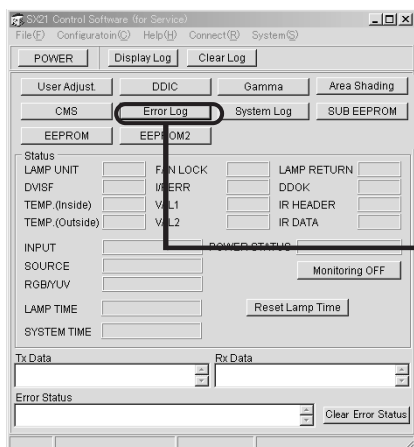 SX21 Control Software (for Service)
File(F) Configuratoin(C) Help(H) Connect(R) System(S)
POWER Display Log Clear Log
User Adjust. DDIC Gamma Area Shading
CMS Error Log System Log SUB EEPROM
EEPROM EEPROM2
Status
LAMP UNIT FAN LOCK LAMP RETURN
DVISF DDOK
TEMP.(Inside) IR HEADER
TEMP.(Outside) IR DATA
INPUT POWER STATUS
SOURCE Monitoring OFF
RGB/YUV
LAMP TIME Reset Lamp Time
SYSTEM TIME
Tx Data Rx Data
Error Status
Clear Error Status